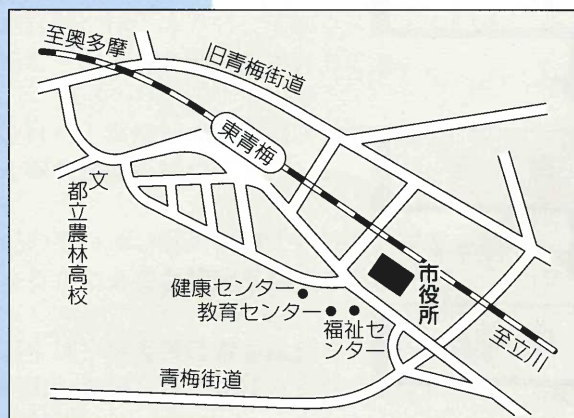 至奥多摩
旧青梅街道
東青梅
文
都立農林高校
市役所
健康センター
教育センター
福祉セ
ンター
至立川
青梅街道